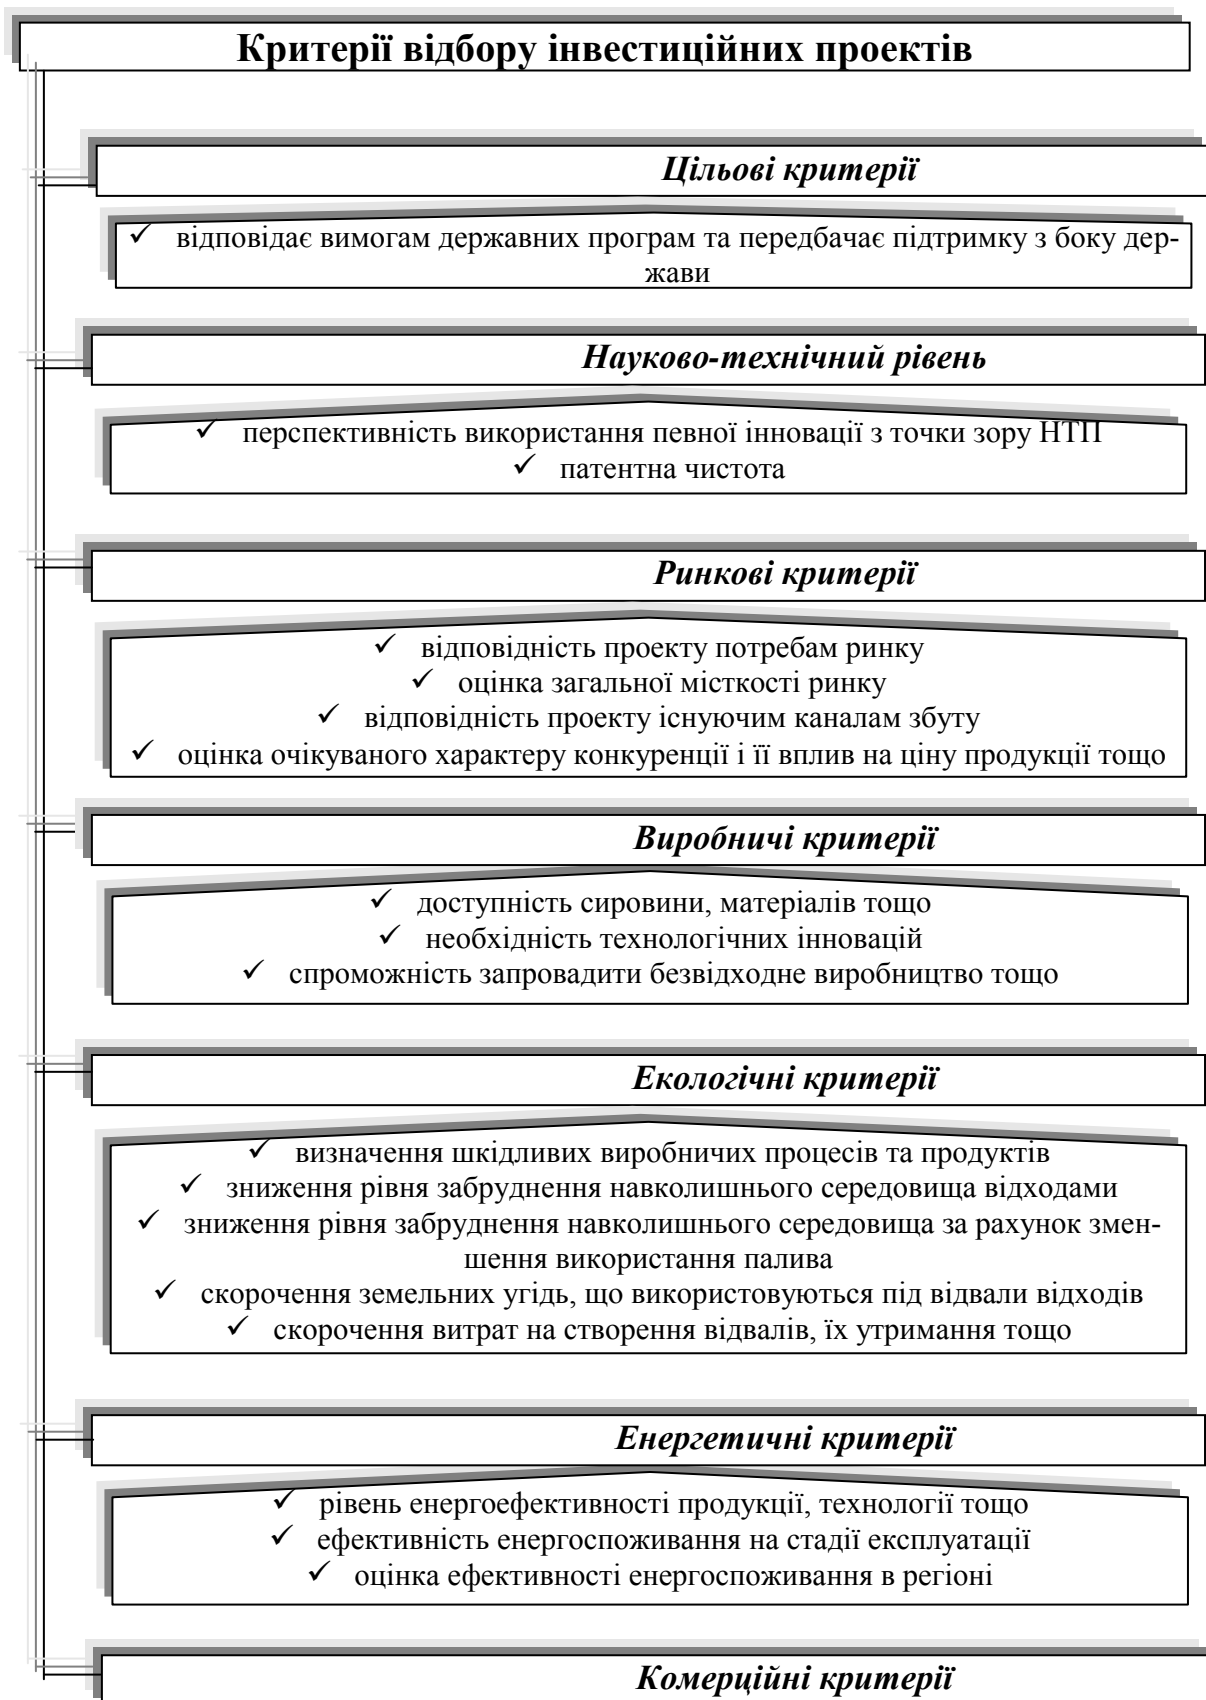 Критерії відбору інвестиційних проектів
Цільові критерії
✓ відповідає вимогам державних програм та передбачає підтримку з боку дер-
жави
Науково-технічний рівень
✓ перспективність використання певної інновації з точки зору НТП
✓ патентна чистота
Ринкові критерії
✓ відповідність проекту потребам ринку
✓ оцінка загальної місткості ринку
✓ відповідність проекту існуючим каналам збуту
✓ оцінка очікуваного характеру конкуренції і її вплив на ціну продукції тощо
Виробничі критерії
✓ доступність сировини, матеріалів тощо
✓ необхідність технологічних інновацій
✓ спроможність запровадити безвідходне виробництво тощо
Екологічні критерії
✓ визначення шкідливих виробничих процесів та продуктів
✓ зниження рівня забруднення навколишнього середовища відходами
✓ зниження рівня забруднення навколишнього середовища за рахунок змен-
шення використання палива
✓ скорочення земельних угідь, що використовуються під відвали відходів
✓ скорочення витрат на створення відвалів, їх утримання тощо
Енергетичні критерії
✓ рівень енергоефективності продукції, технології тощо
✓ ефективність енергоспоживання на стадії експлуатації
✓ оцінка ефективності енергоспоживання в регіоні
Комерційні критерії